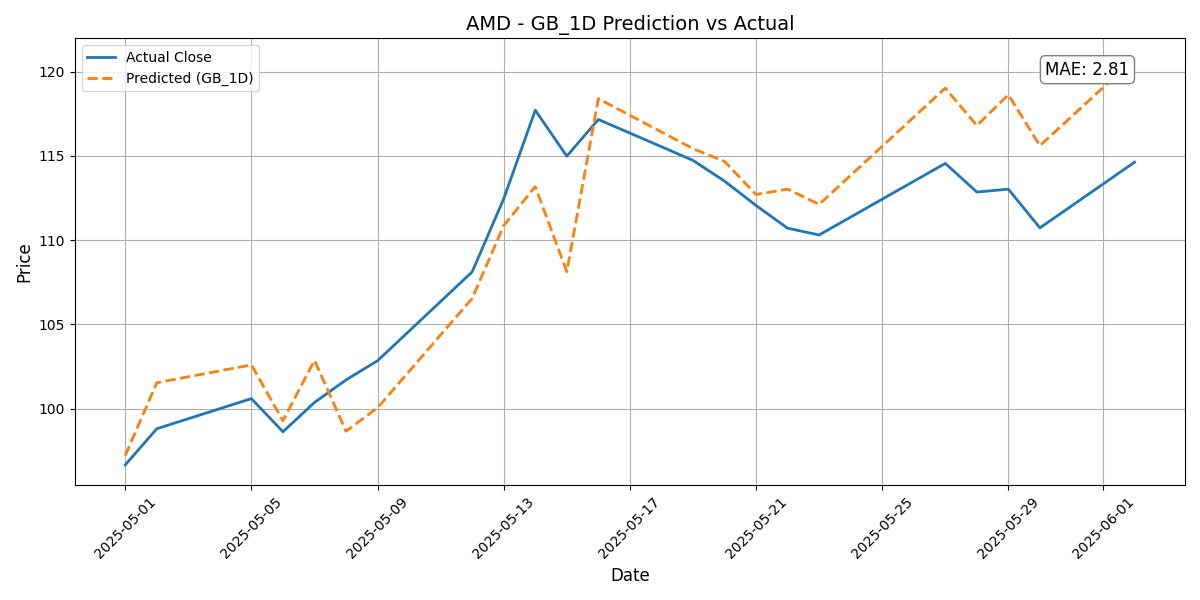 AMD - GB_1D Prediction vs Actual
Actual Close
Predicted (GB_1D)
MAE: 2.81
Price
120
115
110
105
100
2025-05-01
2025-05-05
2025-05-09
2025-05-13
2025-05-17
2025-05-21
2025-05-25
2025-05-29
2025-06-01
Date